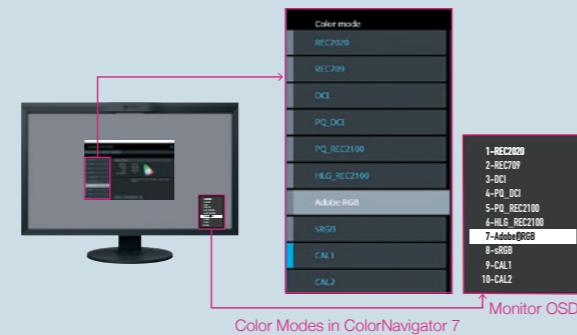 Color mode
REC2020
REC709
DCI
PQ_DCI
PQ_REC2100
HLG_REC2100
Adobe RGB
sRGB
CAL1
CAL2
1-REC2020
2-REC709
3-DCI
4-PQ_DCI
5-PQ_REC2100
6-HLG_REC2100
7-Adobe®RGB
8-sRGB
9-CAL1
10-CAL2
Monitor OSD
Color Modes in ColorNavigator 7